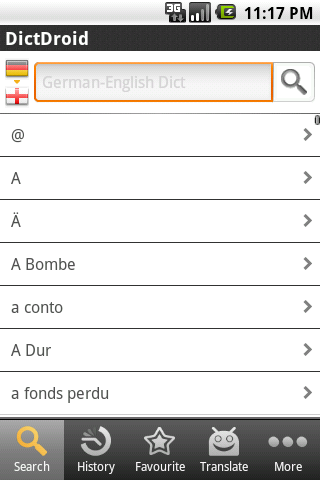 3G
11:17 PM
DictDroid
German-English Dict
@
A
Ä
A Bombe
a conto
A Dur
a fonds perdu
Search
History
Favourite
Translate
More